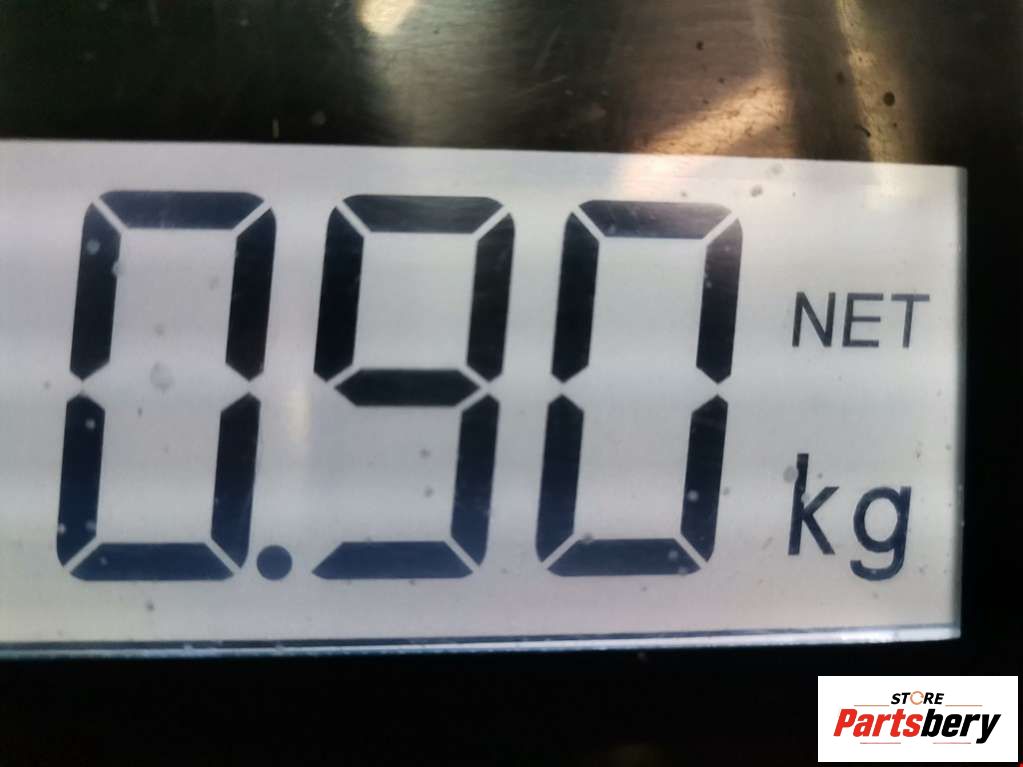 0.90
NET
kg
STORE
Partsbery